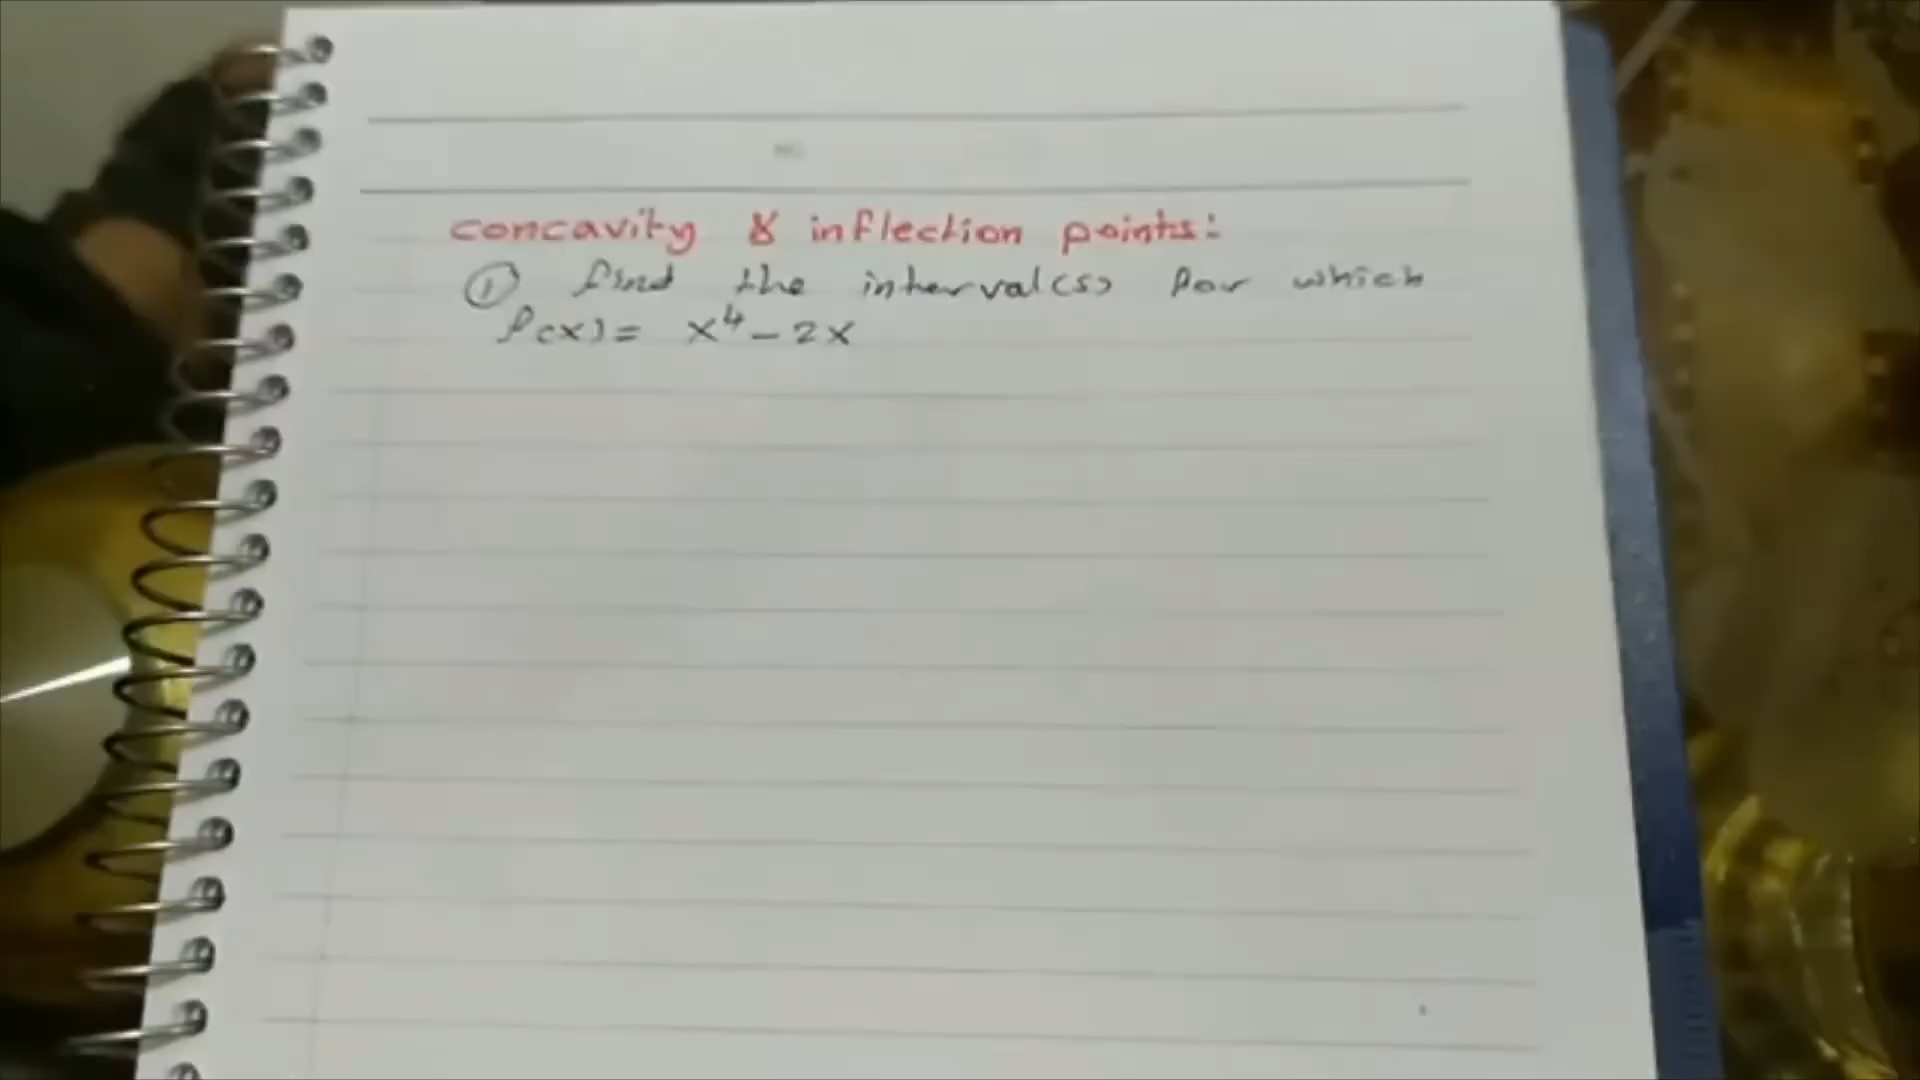 concavity & inflection points:
① find the interval(s) for which
f(x) = x⁴ - 2x